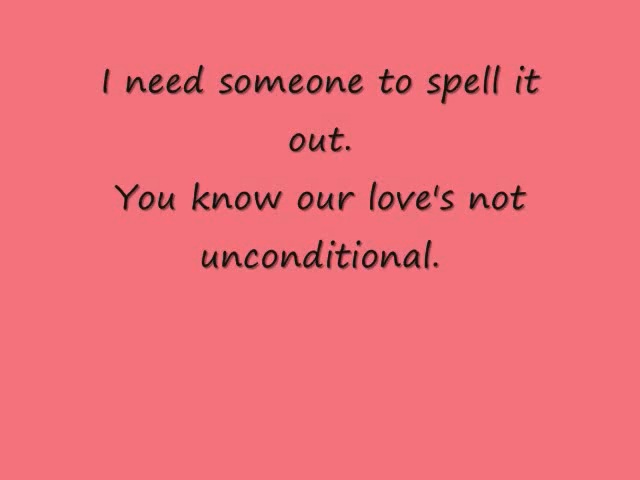 I need someone to spell it
out.
You know our love's not
unconditional.